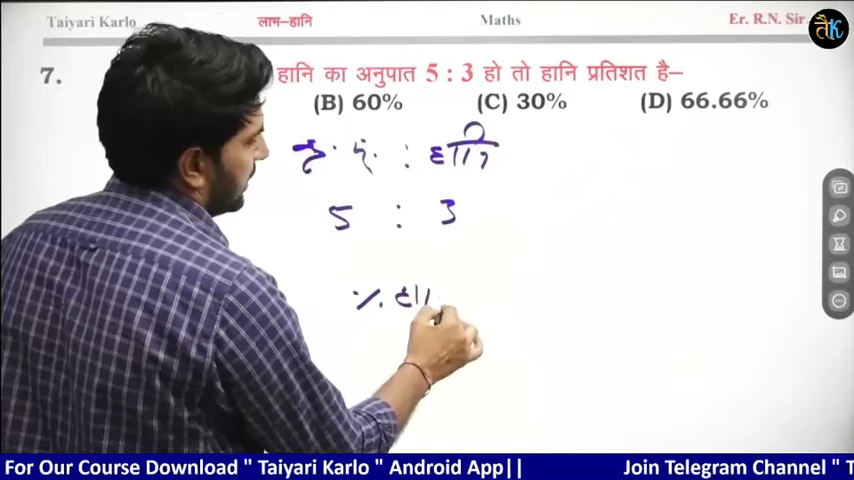 Taiyari Karlo लाभ–हानि Maths Er. R.N. Sir
तैK
7. हानि का अनुपात 5 : 3 हो तो हानि प्रतिशत है–
(B) 60% (C) 30% (D) 66.66%
: हानि
5 : 3
% हा
For Our Course Download " Taiyari Karlo " Android App|| Join Telegram Channel " T